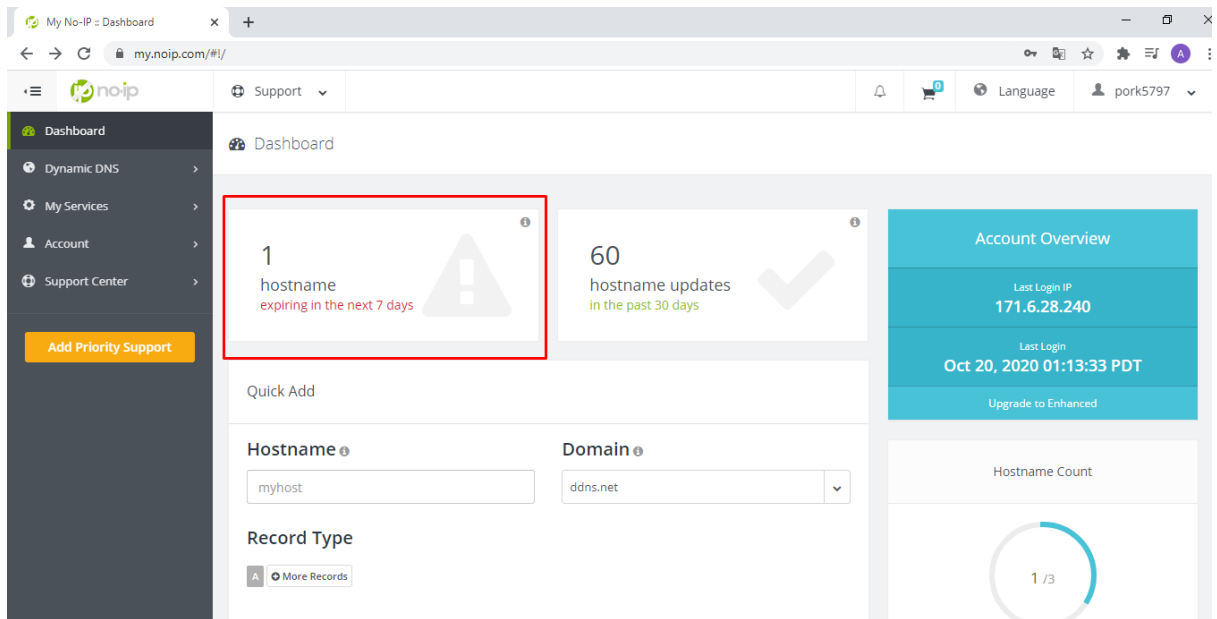 My No-IP :: Dashboard
my.noip.com/#!/
A
no-ip
Support
0
Language
pork5797
Dashboard
Dynamic DNS
My Services
Account
Support Center
Add Priority Support
Dashboard
1
hostname
expiring in the next 7 days
60
hostname updates
in the past 30 days
Account Overview
Last Login IP
171.6.28.240
Last Login
Oct 20, 2020 01:13:33 PDT
Upgrade to Enhanced
Quick Add
Hostname
myhost
Domain
ddns.net
Record Type
A More Records
Hostname Count
1 /3